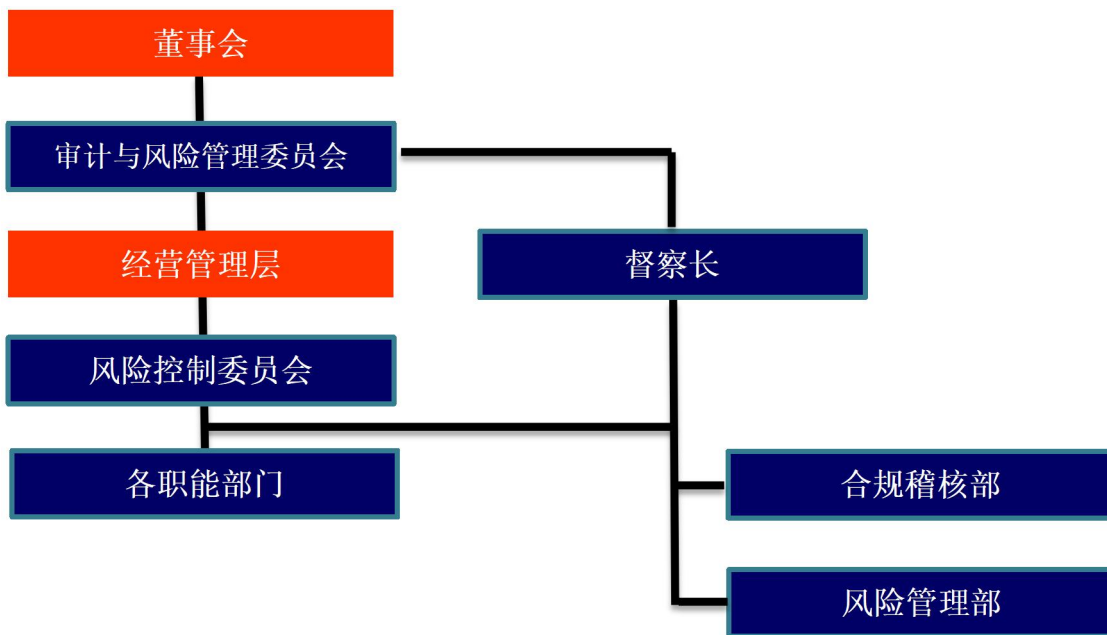 董事会
审计与风险管理委员会
经营管理层
督察长
风险控制委员会
各职能部门
合规稽核部
风险管理部